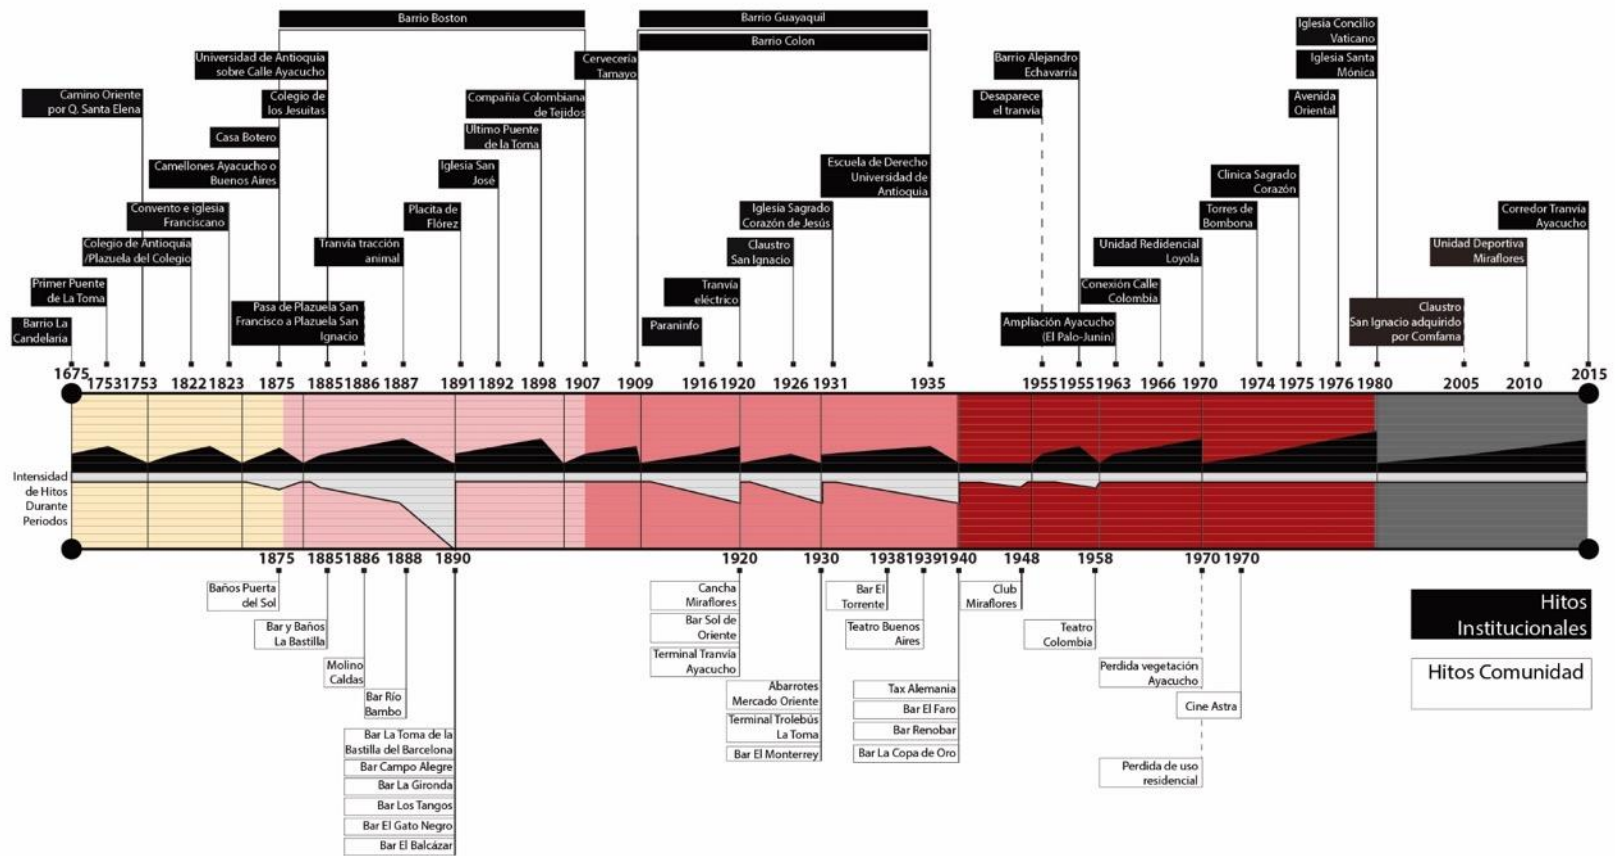 Barrio Boston
Barrio Guayaquil
Barrio Colon
Iglesia Concilio
Vaticano
Universidad de Antioquia
sobre Calle Ayacucho
Cervecería
Tamayo
Barrio Alejandro
Echavarría
Iglesia Santa
Mónica
Camino Oriente
por Q. Santa Elena
Colegio de
los Jesuitas
Compañía Colombiana
de Tejidos
Desaparece
el tranvía
Avenida
Oriental
Casa Botero
Ultimo Puente
de la Toma
Camellones Ayacucho o
Buenos Aires
Iglesia San
José
Escuela de Derecho
Universidad de
Antioquia
Clinica Sagrado
Corazón
Convento e iglesia
Franciscano
Placita de
Flórez
Iglesia Sagrado
Corazón de Jesús
Torres de
Bombona
Corredor Tranvía
Ayacucho
Colegio de Antioquia
/Plazuela del Colegio
Tranvía tracción
animal
Claustro
San Ignacio
Unidad Redidencial
Loyola
Unidad Deportiva
Miraflores
Primer Puente
de La Toma
Tranvía
eléctrico
Conexión Calle
Colombia
Barrio La
Candelaria
Pasa de Plazuela San
Francisco a Plazuela San
Ignacio
Paraninfo
Ampliación Ayacucho
(El Palo-Junin)
Claustro
San Ignacio adquirido
por Comfama
1675 1753 1753 1822 1823 1875 1885 1886 1887 1891 1892 1898 1907 1909 1916 1920 1926 1931 1935 1955 1955 1963 1966 1970 1974 1975 1976 1980 2005 2010 2015
Intensidad
de Hitos
Durante
Periodos
1875 1885 1886 1888 1890 1920 1930 1938 1939 1940 1948 1958 1970 1970
Baños Puerta
del Sol
Bar y Baños
La Bastilla
Molino
Caldas
Bar Río
Bambo
Bar La Toma de la
Bastilla del Barcelona
Bar Campo Alegre
Bar La Gironda
Bar Los Tangos
Bar El Gato Negro
Bar El Balcázar
Cancha
Miraflores
Bar Sol de
Oriente
Terminal Tranvía
Ayacucho
Abarrotes
Mercado Oriente
Terminal Trolebús
La Toma
Bar El Monterrey
Bar El
Torrente
Teatro Buenos
Aires
Tax Alemania
Bar El Faro
Bar Renobar
Bar La Copa de Oro
Club
Miraflores
Teatro
Colombia
Perdida vegetación
Ayacucho
Cine Astra
Perdida de uso
residencial
Hitos
Institucionales
Hitos Comunidad